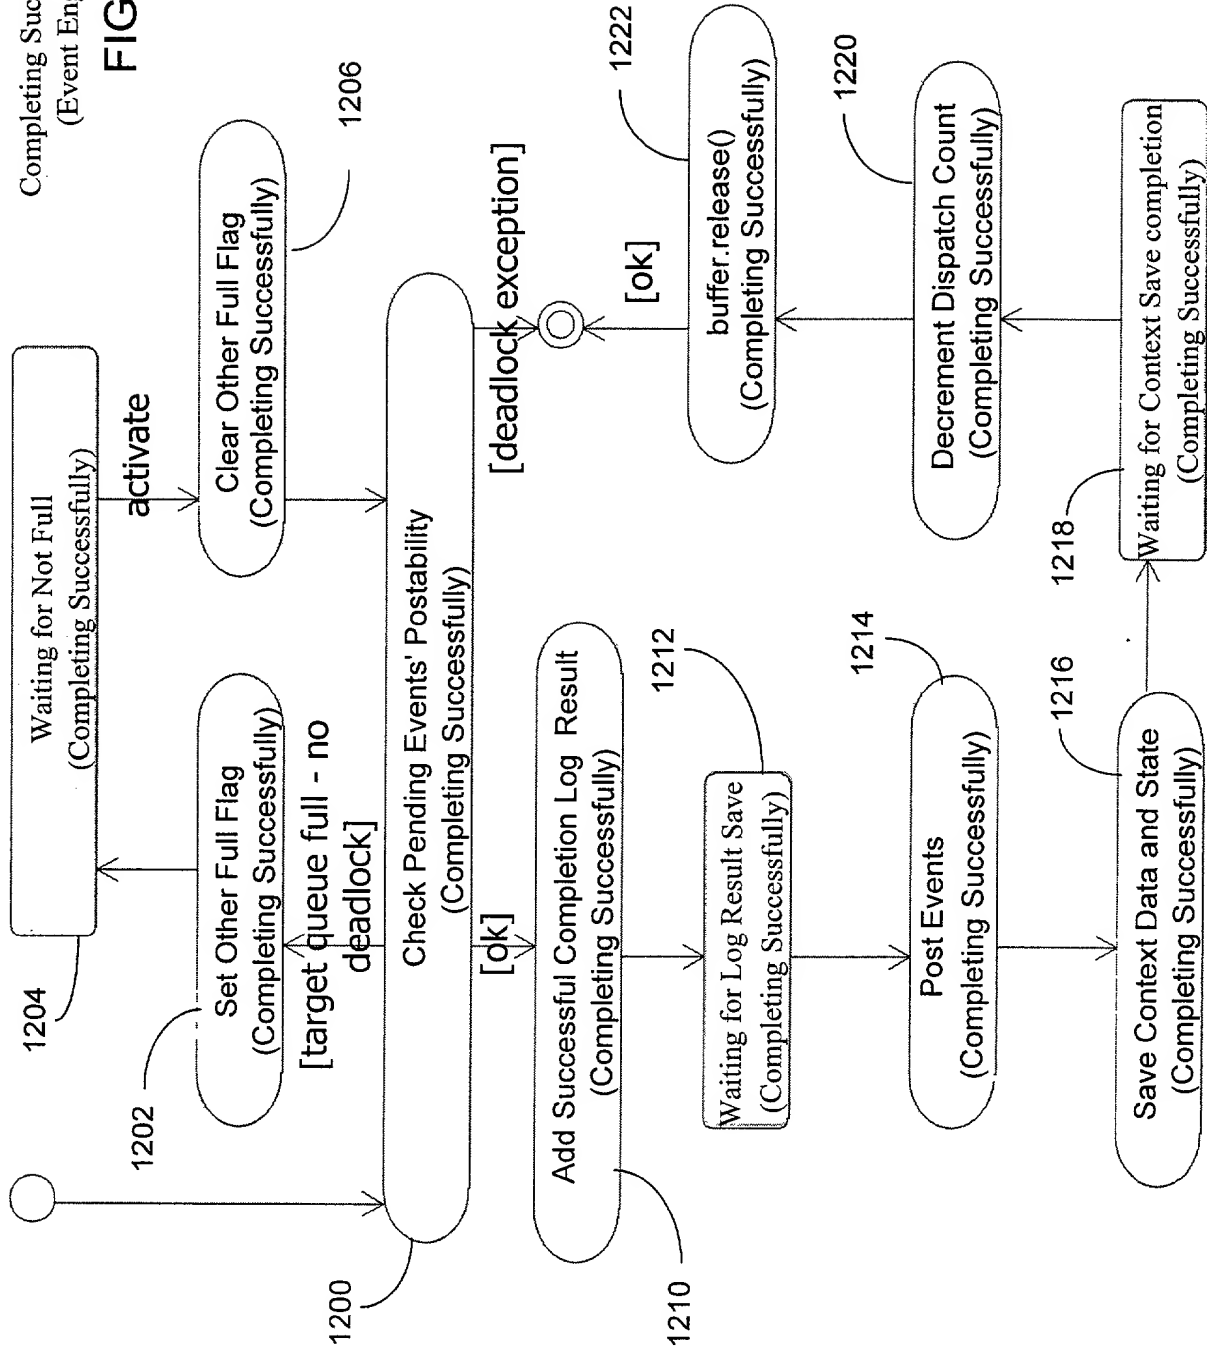 Completing Suc
(Event Eng
FIG
Waiting for Not Full
(Completing Successfully)
1204
activate
Set Other Full Flag
(Completing Successfully)
1202
Clear Other Full Flag
(Completing Successfully)
1206
[target queue full - no
deadlock]
Check Pending Events' Postability
(Completing Successfully)
1200
[ok]
[deadlock exception]
Add Successful Completion Log Result
(Completing Successfully)
1210
Waiting for Log Result Save
(Completing Successfully)
1212
Post Events
(Completing Successfully)
1214
Save Context Data and State
(Completing Successfully)
1216
Waiting for Context Save completion
(Completing Successfully)
1218
Decrement Dispatch Count
(Completing Successfully)
1220
buffer.release()
(Completing Successfully)
1222
[ok]